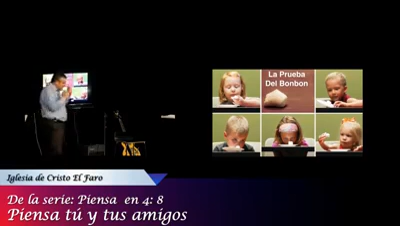 La Prueba
Del Bonbon
Iglesia de Cristo El Faro
De la serie: Piensa en 4: 8
Piensa tú y tus amigos